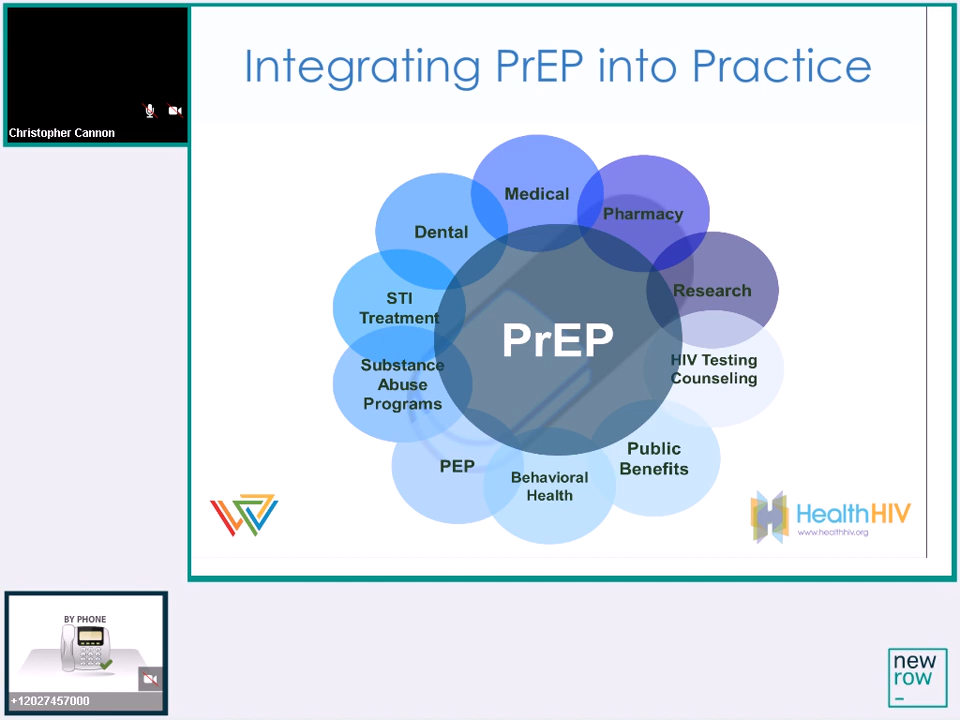 Integrating PrEP into Practice
Christopher Cannon
Medical
Pharmacy
Dental
Research
STI
Treatment
PrEP
HIV Testing
Counseling
Substance
Abuse
Programs
Public
Benefits
PEP
Behavioral
Health
HealthHIV
www.healthhiv.org
BY PHONE
+12027457000
new
row